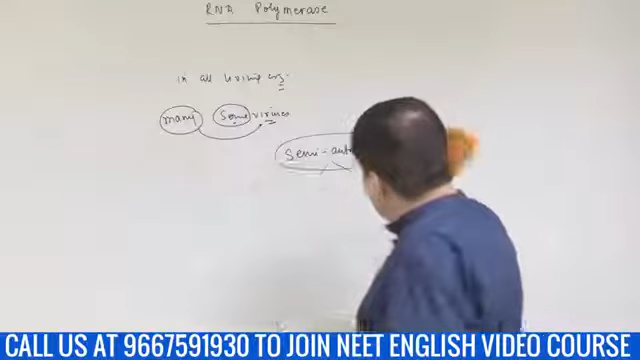 RNA Polymerase
in all living org.
many some viruses
semi-aut
CALL US AT 9667591930 TO JOIN NEET ENGLISH VIDEO COURSE